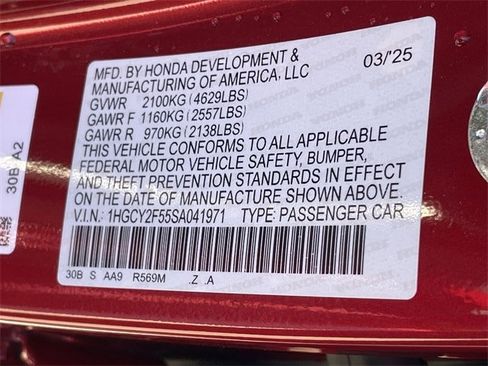 MFD. BY HONDA DEVELOPMENT & 03/'25
MANUFACTURING OF AMERICA, LLC
GVWR 2100KG (4629LBS)
GAWR F 1160KG (2557LBS)
GAWR R 970KG (2138LBS)
THIS VEHICLE CONFORMS TO ALL APPLICABLE
FEDERAL MOTOR VEHICLE SAFETY, BUMPER,
AND THEFT PREVENTION STANDARDS IN EFFECT
ON THE DATE OF MANUFACTURE SHOWN ABOVE.
V.I.N.: 1HGCY2F55SA041971 TYPE: PASSENGER CAR
30B S AA9 R569M .Z .A